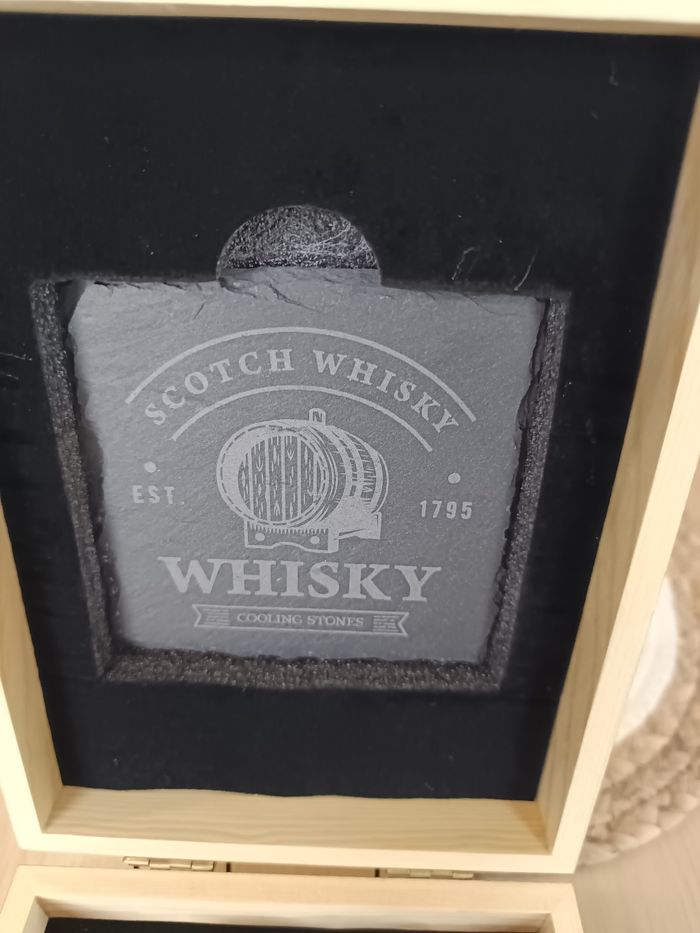 SCOTCH WHISKY
EST.
1795
WHISKY
COOLING STONES